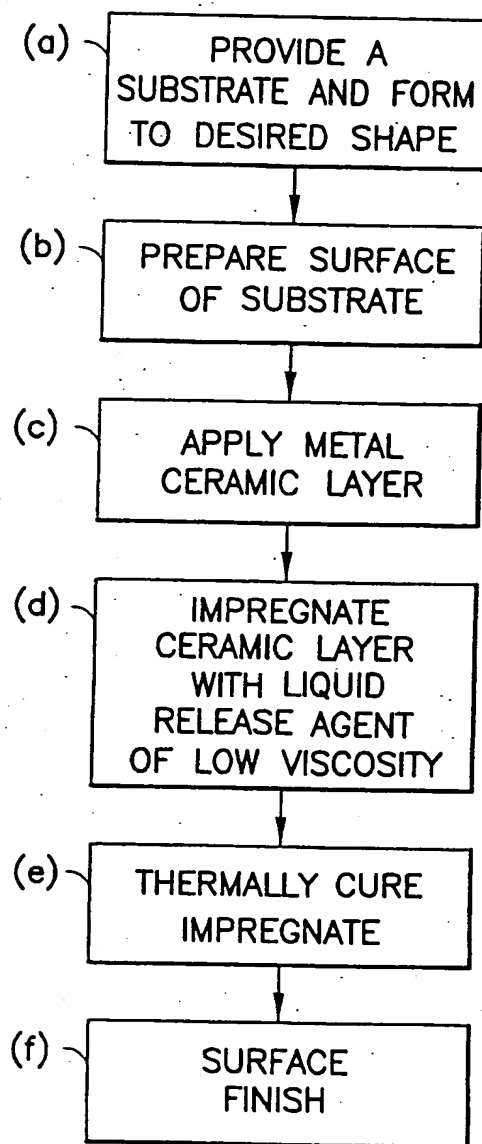 (a)
PROVIDE A
SUBSTRATE AND FORM
TO DESIRED SHAPE
(b)
PREPARE SURFACE
OF SUBSTRATE
(c)
APPLY METAL
CERAMIC LAYER
(d)
IMPREGNATE
CERAMIC LAYER
WITH LIQUID
RELEASE AGENT
OF LOW VISCOSITY
(e)
THERMALLY CURE
IMPREGNATE
(f)
SURFACE
FINISH